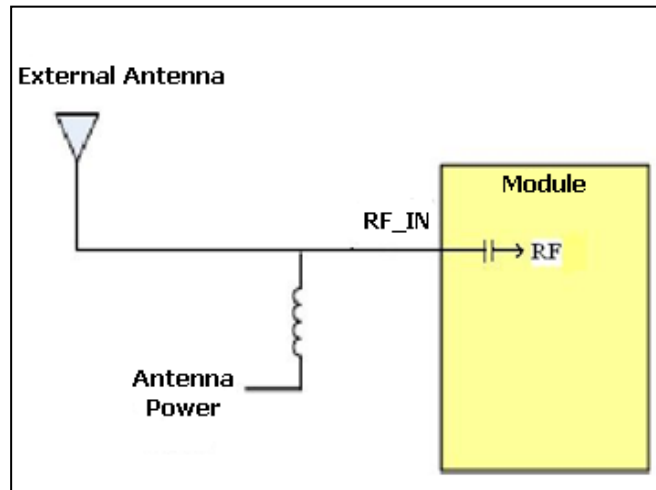 External Antenna
Module
RF_IN
RF
Antenna
Power